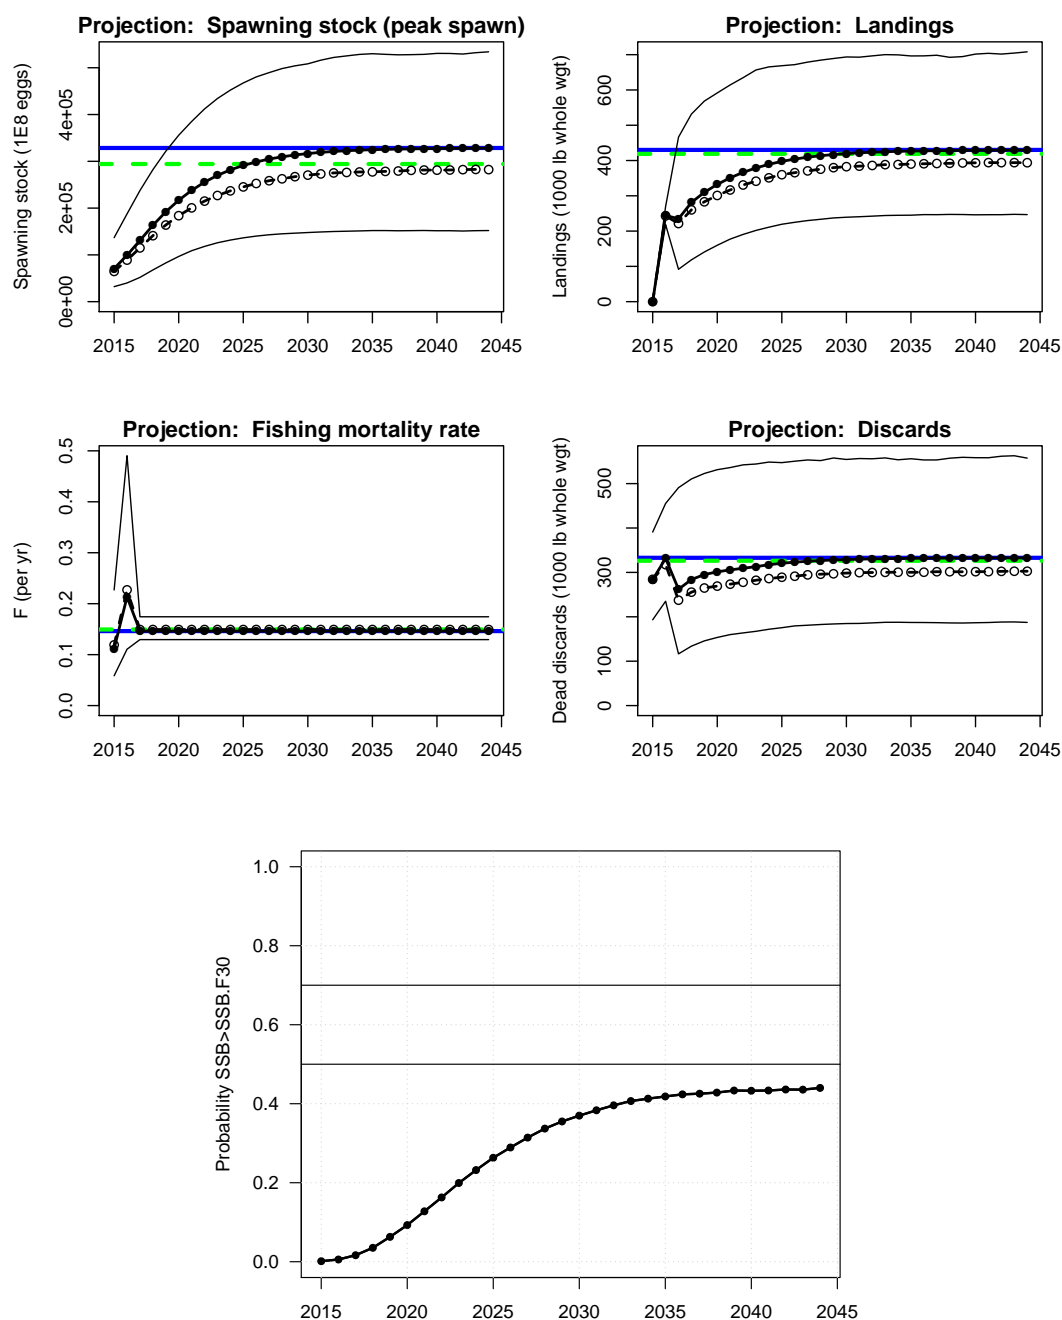 Projection: Spawning stock (peak spawn)
Spawning stock (1E8 eggs)
0e+00 2e+05 4e+05
2015 2020 2025 2030 2035 2040 2045
Projection: Landings
Landings (1000 lb whole wgt)
0 200 400 600
2015 2020 2025 2030 2035 2040 2045
Projection: Fishing mortality rate
F (per yr)
0.0 0.1 0.2 0.3 0.4 0.5
2015 2020 2025 2030 2035 2040 2045
Projection: Discards
Dead discards (1000 lb whole wgt)
0 100 300 500
2015 2020 2025 2030 2035 2040 2045
Probability SSB>SSB.F30
1.0
0.8
0.6
0.4
0.2
0.0
2015 2020 2025 2030 2035 2040 2045